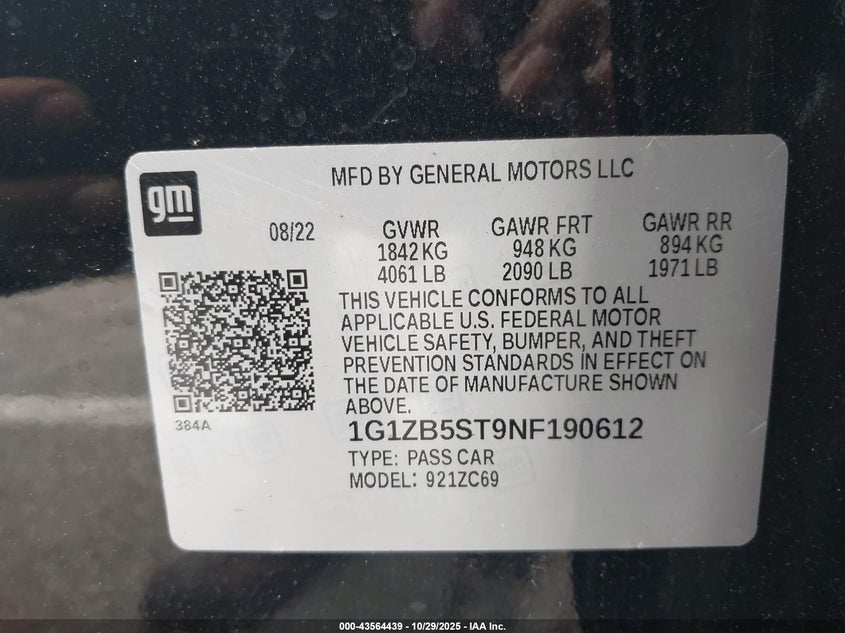 MFD BY GENERAL MOTORS LLC
gm
08/22
GVWR GAWR FRT GAWR RR
1842 KG 948 KG 894 KG
4061 LB 2090 LB 1971 LB
THIS VEHICLE CONFORMS TO ALL
APPLICABLE U.S. FEDERAL MOTOR
VEHICLE SAFETY, BUMPER, AND THEFT
PREVENTION STANDARDS IN EFFECT ON
THE DATE OF MANUFACTURE SHOWN
ABOVE.
384A
1G1ZB5ST9NF190612
TYPE: PASS CAR
MODEL: 921ZC69
000-43564439 - 10/29/2025 - IAA Inc.